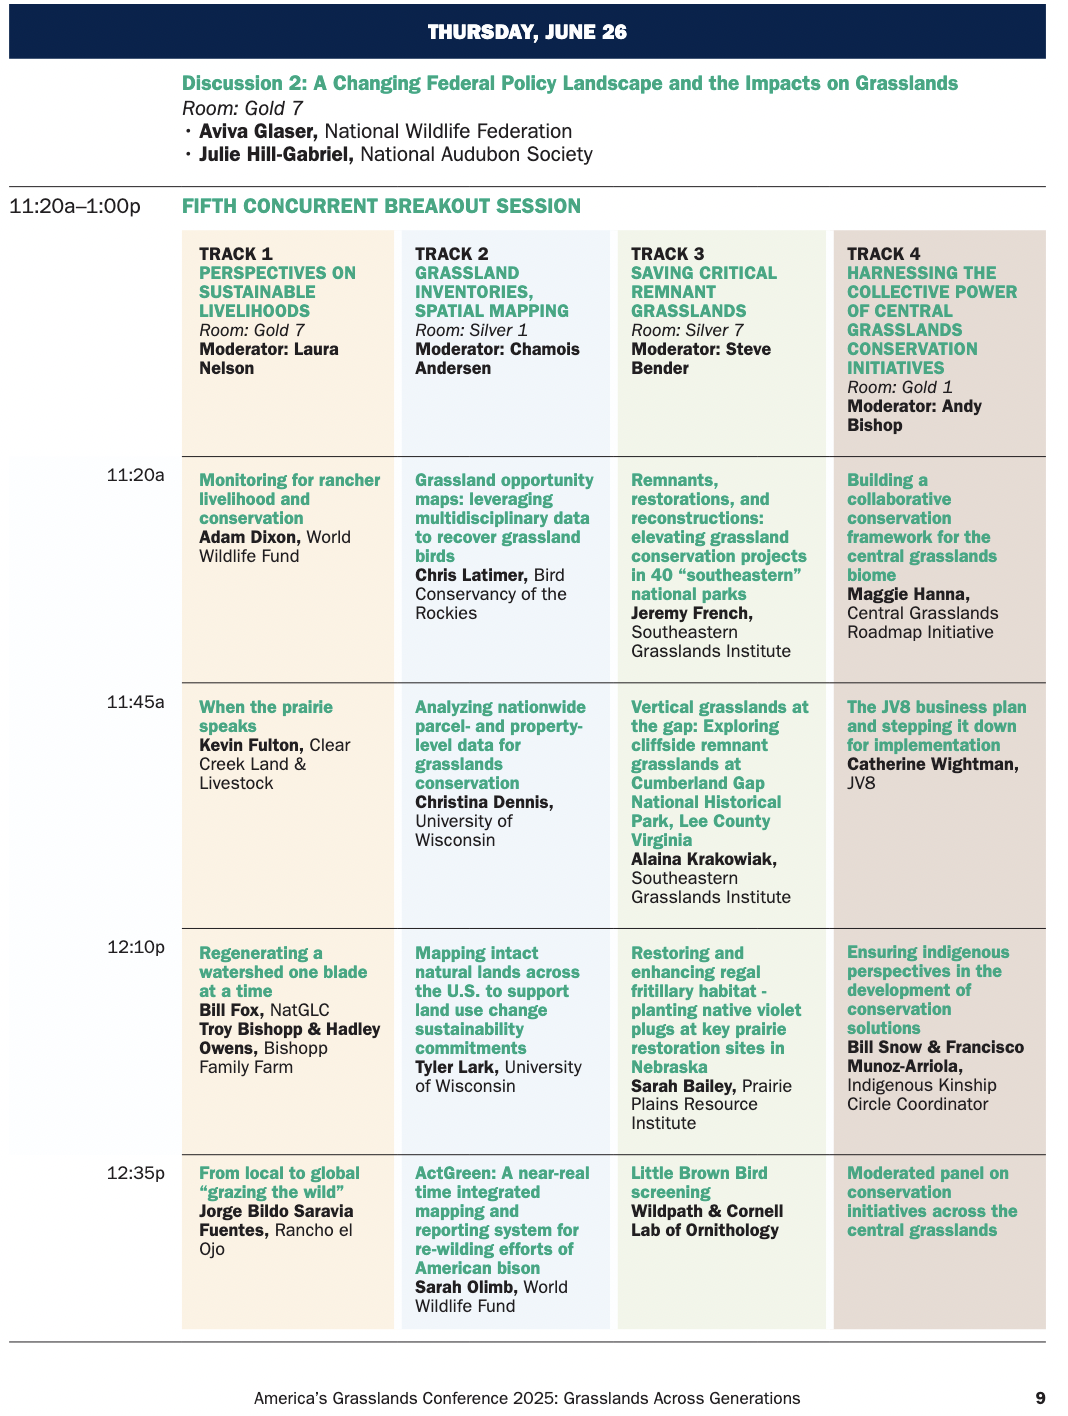 THURSDAY, JUNE 26
Discussion 2: A Changing Federal Policy Landscape and the Impacts on Grasslands
Room: Gold 7
· Aviva Glaser, National Wildlife Federation
· Julie Hill-Gabriel, National Audubon Society
11:20a–1:00p
FIFTH CONCURRENT BREAKOUT SESSION
TRACK 1
PERSPECTIVES ON
SUSTAINABLE
LIVELIHOODS
Room: Gold 7
Moderator: Laura
Nelson
TRACK 2
GRASSLAND
INVENTORIES,
SPATIAL MAPPING
Room: Silver 1
Moderator: Chamois
Andersen
TRACK 3
SAVING CRITICAL
REMNANT
GRASSLANDS
Room: Silver 7
Moderator: Steve
Bender
TRACK 4
HARNESSING THE
COLLECTIVE POWER
OF CENTRAL
GRASSLANDS
CONSERVATION
INITIATIVES
Room: Gold 1
Moderator: Andy
Bishop
11:20a
Monitoring for rancher
livelihood and
conservation
Adam Dixon, World
Wildlife Fund
Grassland opportunity
maps: leveraging
multidisciplinary data
to recover grassland
birds
Chris Latimer, Bird
Conservancy of the
Rockies
Remnants,
restorations, and
reconstructions:
elevating grassland
conservation projects
in 40 “southeastern”
national parks
Jeremy French,
Southeastern
Grasslands Institute
Building a
collaborative
conservation
framework for the
central grasslands
biome
Maggie Hanna,
Central Grasslands
Roadmap Initiative
11:45a
When the prairie
speaks
Kevin Fulton, Clear
Creek Land &
Livestock
Analyzing nationwide
parcel- and property-
level data for
grasslands
conservation
Christina Dennis,
University of
Wisconsin
Vertical grasslands at
the gap: Exploring
cliffside remnant
grasslands at
Cumberland Gap
National Historical
Park, Lee County
Virginia
Alaina Krakowiak,
Southeastern
Grasslands Institute
The JV8 business plan
and stepping it down
for implementation
Catherine Wightman,
JV8
12:10p
Regenerating a
watershed one blade
at a time
Bill Fox, NatGLC
Troy Bishopp & Hadley
Owens, Bishopp
Family Farm
Mapping intact
natural lands across
the U.S. to support
land use change
sustainability
commitments
Tyler Lark, University
of Wisconsin
Restoring and
enhancing regal
fritillary habitat -
planting native violet
plugs at key prairie
restoration sites in
Nebraska
Sarah Bailey, Prairie
Plains Resource
Institute
Ensuring indigenous
perspectives in the
development of
conservation
solutions
Bill Snow & Francisco
Munoz-Arriola,
Indigenous Kinship
Circle Coordinator
12:35p
From local to global
“grazing the wild”
Jorge Bildo Saravia
Fuentes, Rancho el
Ojo
ActGreen: A near-real
time integrated
mapping and
reporting system for
re-wilding efforts of
American bison
Sarah Olimb, World
Wildlife Fund
Little Brown Bird
screening
Wildpath & Cornell
Lab of Ornithology
Moderated panel on
conservation
initiatives across the
central grasslands
America’s Grasslands Conference 2025: Grasslands Across Generations
9